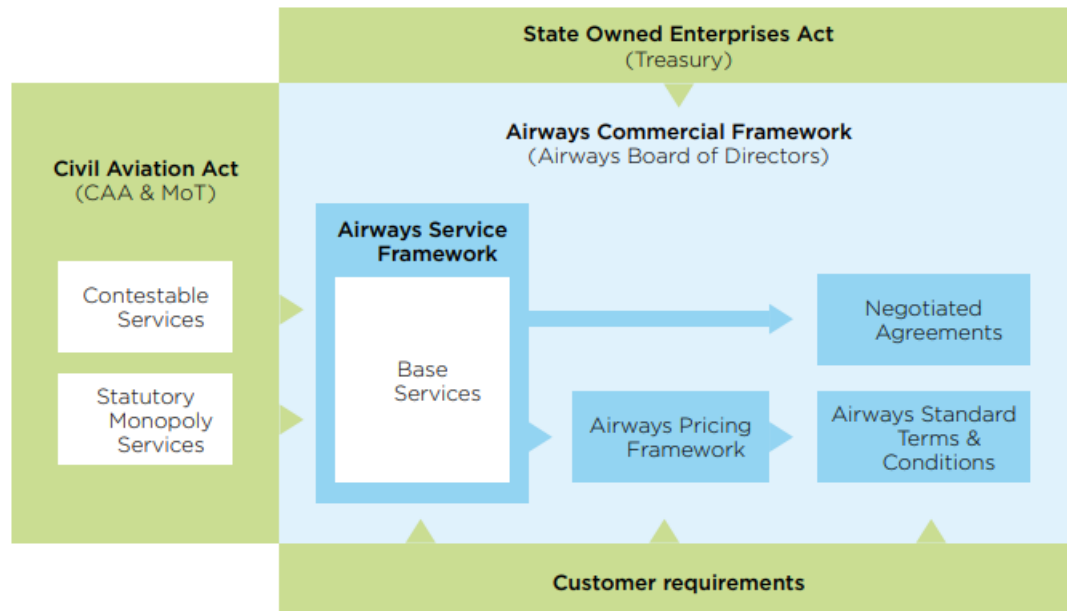 State Owned Enterprises Act
(Treasury)
Civil Aviation Act
(CAA & MoT)
Contestable
Services
Statutory
Monopoly
Services
Airways Commercial Framework
(Airways Board of Directors)
Airways Service
Framework
Base
Services
Negotiated
Agreements
Airways Pricing
Framework
Airways Standard
Terms &
Conditions
Customer requirements